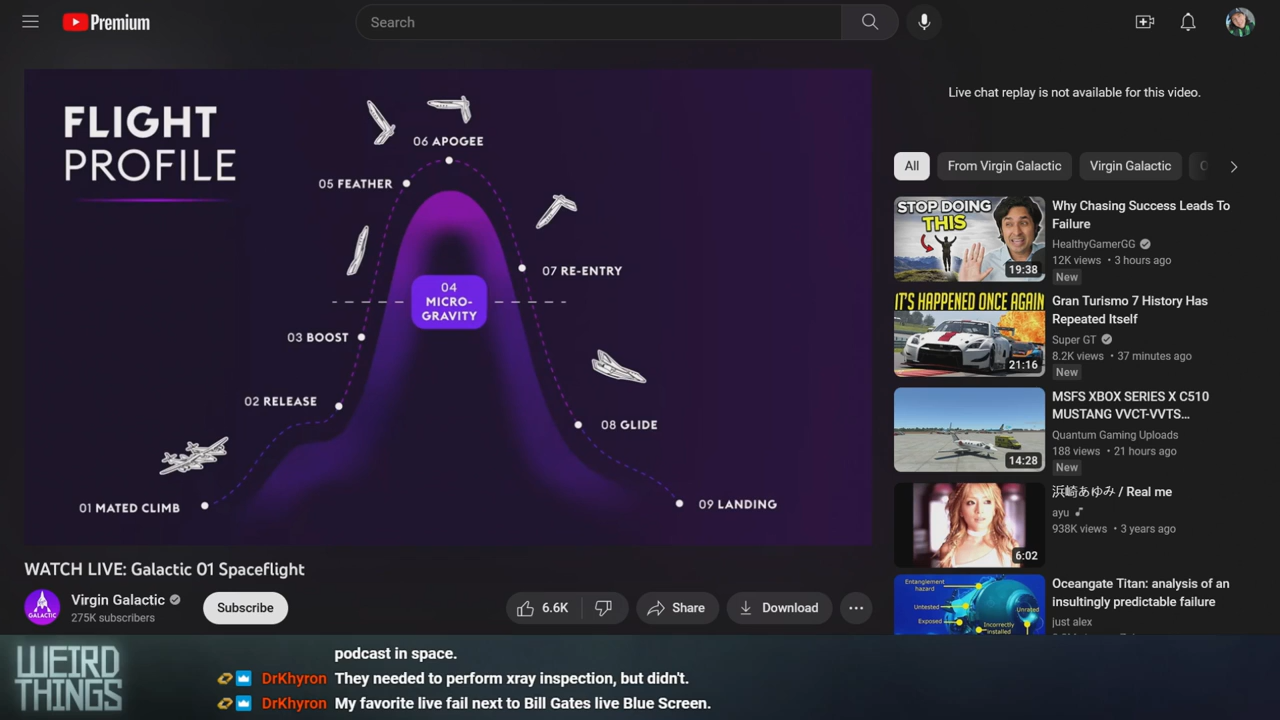 Premium
Search
FLIGHT
PROFILE
06 APOGEE
05 FEATHER
07 RE-ENTRY
04
MICRO-
GRAVITY
03 BOOST
02 RELEASE
08 GLIDE
01 MATED CLIMB
09 LANDING
WATCH LIVE: Galactic 01 Spaceflight
GALACTIC
Virgin Galactic
275K subscribers
Subscribe
6.6K
Share
Download
Live chat replay is not available for this video.
All
From Virgin Galactic
Virgin Galactic
STOP DOING
THIS
19:38
Why Chasing Success Leads To
Failure
HealthyGamerGG
12K views • 3 hours ago
New
IT'S HAPPENED ONCE AGAIN
21:16
Gran Turismo 7 History Has
Repeated Itself
Super GT
8.2K views • 37 minutes ago
New
14:28
MSFS XBOX SERIES X C510
MUSTANG VVCT-VVTS...
Quantum Gaming Uploads
188 views • 21 hours ago
New
6:02
浜崎あゆみ / Real me
ayu
938K views • 3 years ago
Entanglement
hazard
Untested
Exposed
Unrated
Incorrectly
installed
Oceangate Titan: analysis of an
insultingly predictable failure
just alex
WEIRD
THINGS
podcast in space.
DrKhyron They needed to perform xray inspection, but didn't.
DrKhyron My favorite live fail next to Bill Gates live Blue Screen.